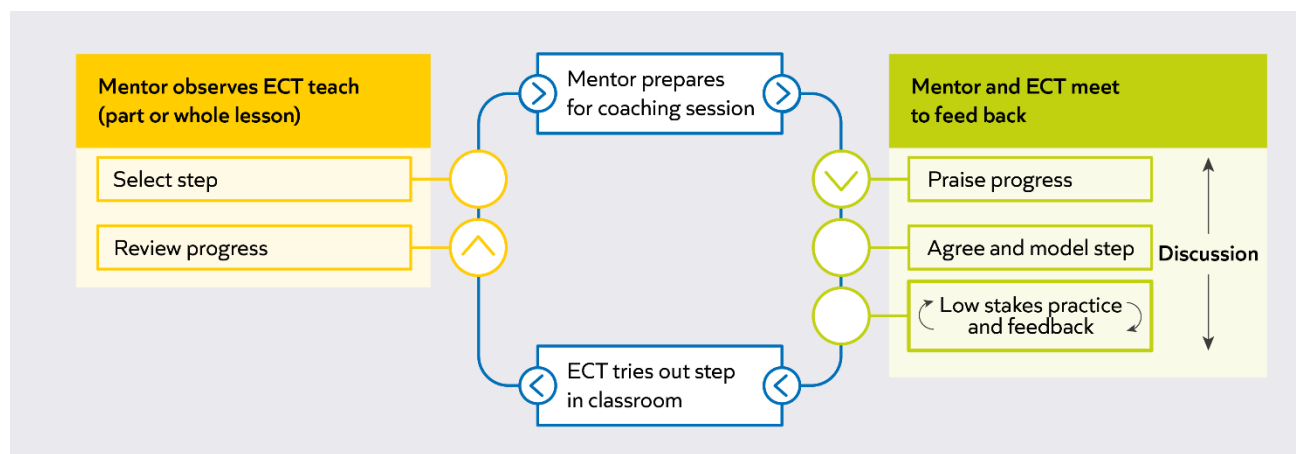 Mentor observes ECT teach
(part or whole lesson)
Select step
Review progress
Mentor prepares
for coaching session
ECT tries out step
in classroom
Mentor and ECT meet
to feed back
Praise progress
Agree and model step
Low stakes practice
and feedback
Discussion